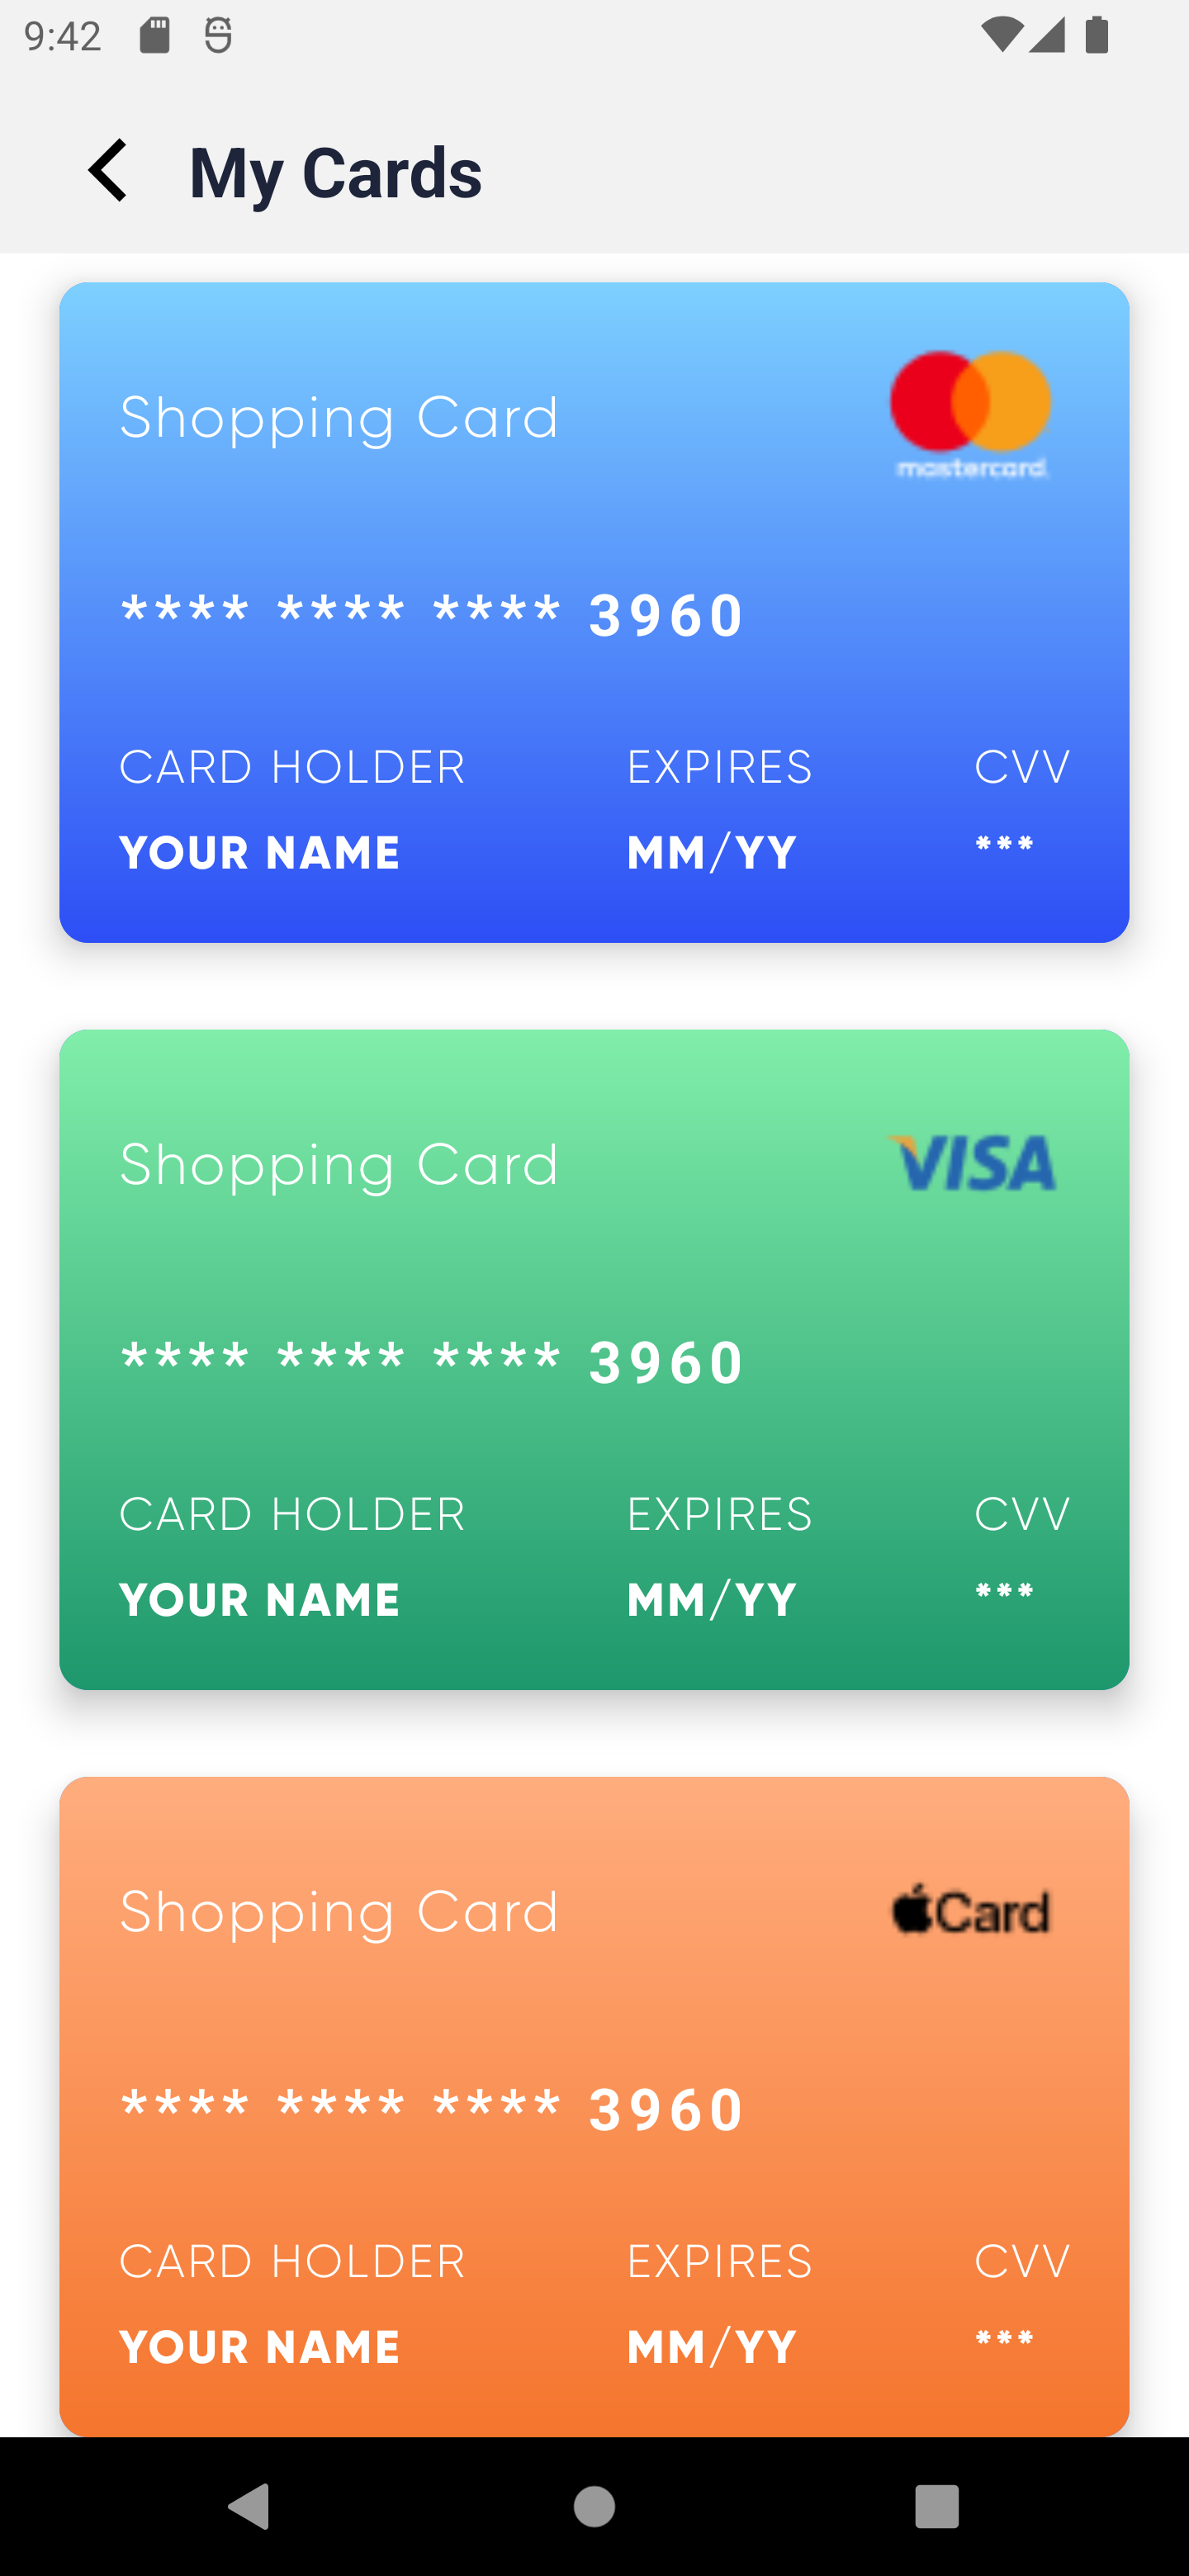 9:42
My Cards
Shopping Card
mastercard.
**** **** **** 3960
CARD HOLDER EXPIRES CVV
YOUR NAME MM/YY ***
Shopping Card VISA
**** **** **** 3960
CARD HOLDER EXPIRES CVV
YOUR NAME MM/YY ***
Shopping Card Card
**** **** **** 3960
CARD HOLDER EXPIRES CVV
YOUR NAME MM/YY ***